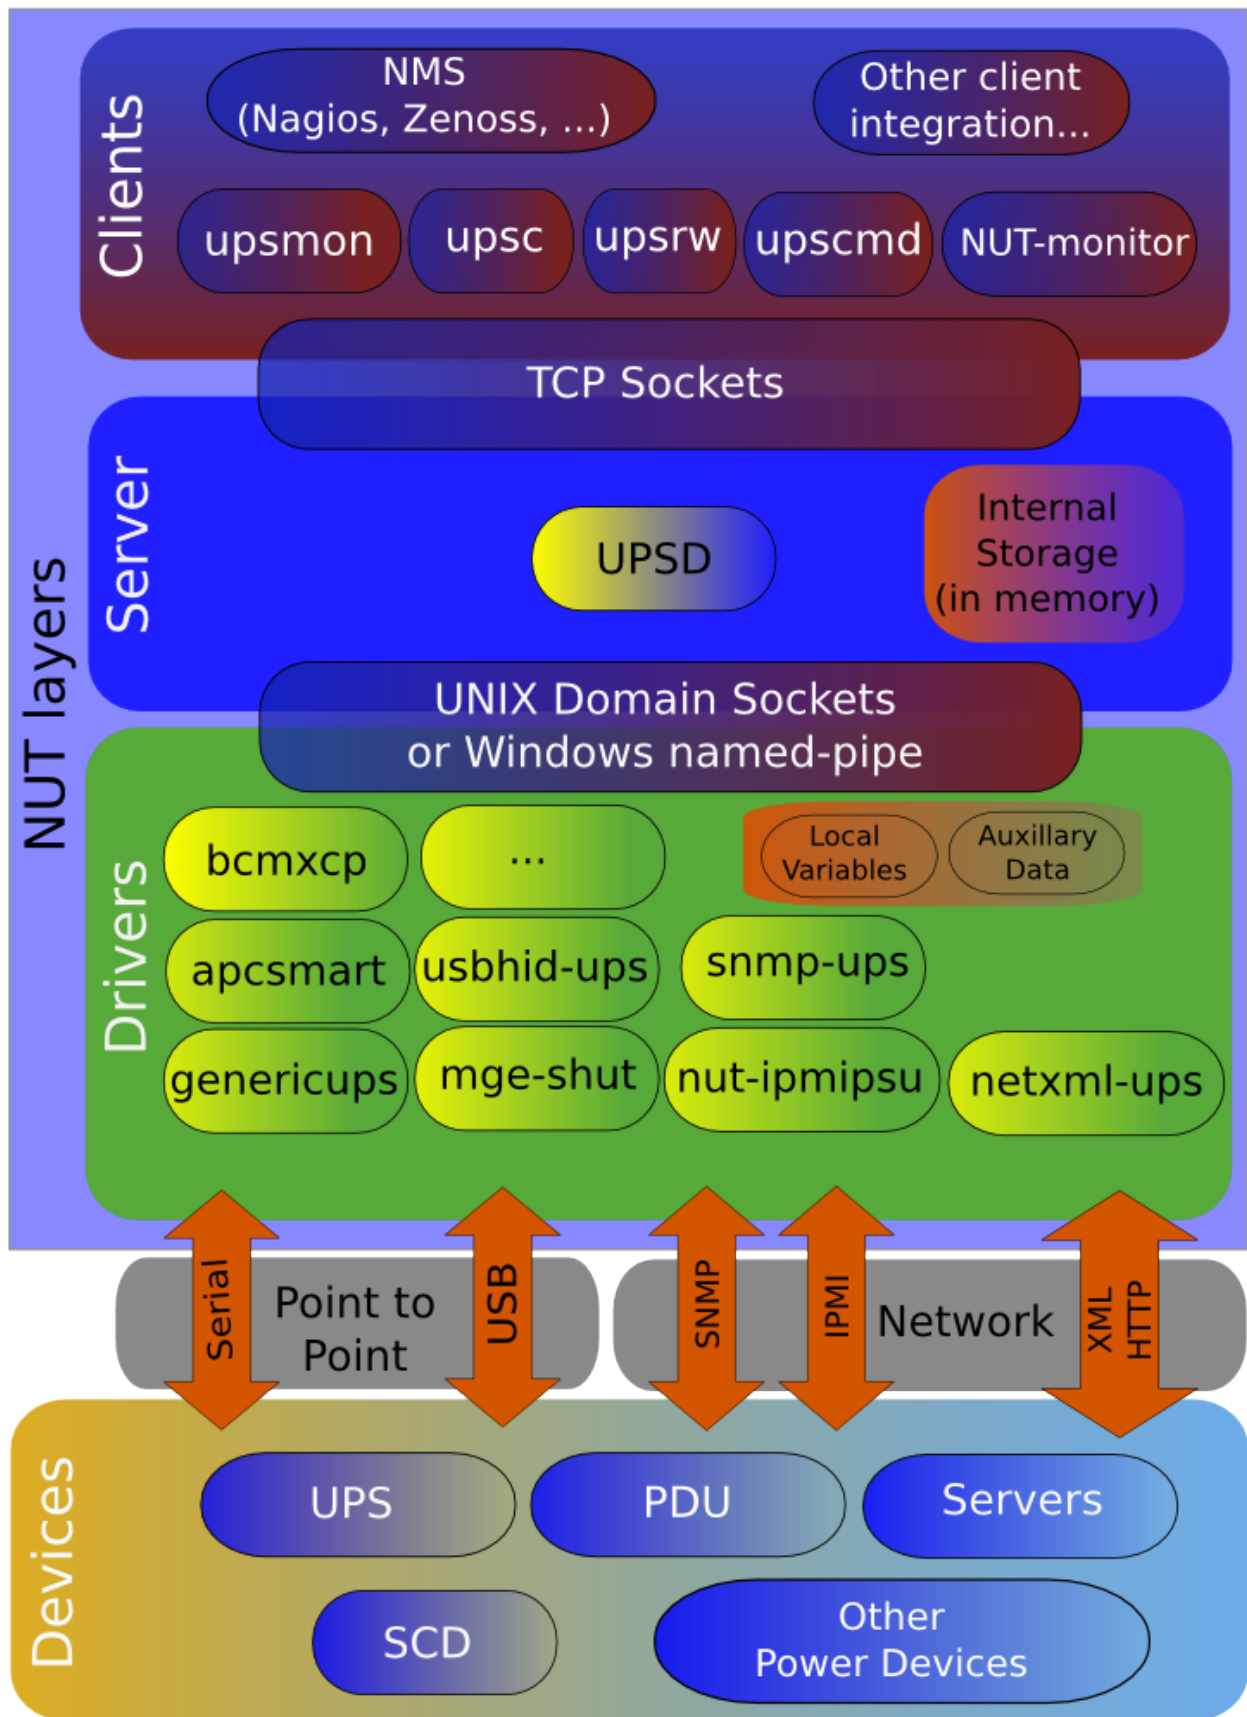 NUT layers
Clients
NMS
(Nagios, Zenoss, ...)
Other client
integration...
upsmon
upsc
upsrw
upscmd
NUT-monitor
TCP Sockets
Server
UPSD
Internal
Storage
(in memory)
UNIX Domain Sockets
or Windows named-pipe
Drivers
bcmxcp
...
Local
Variables
Auxillary
Data
apcsmart
usbhid-ups
snmp-ups
genericups
mge-shut
nut-ipmipsu
netxml-ups
Serial
Point to
Point
USB
SNMP
IPMI
Network
XML
HTTP
Devices
UPS
PDU
Servers
SCD
Other
Power Devices